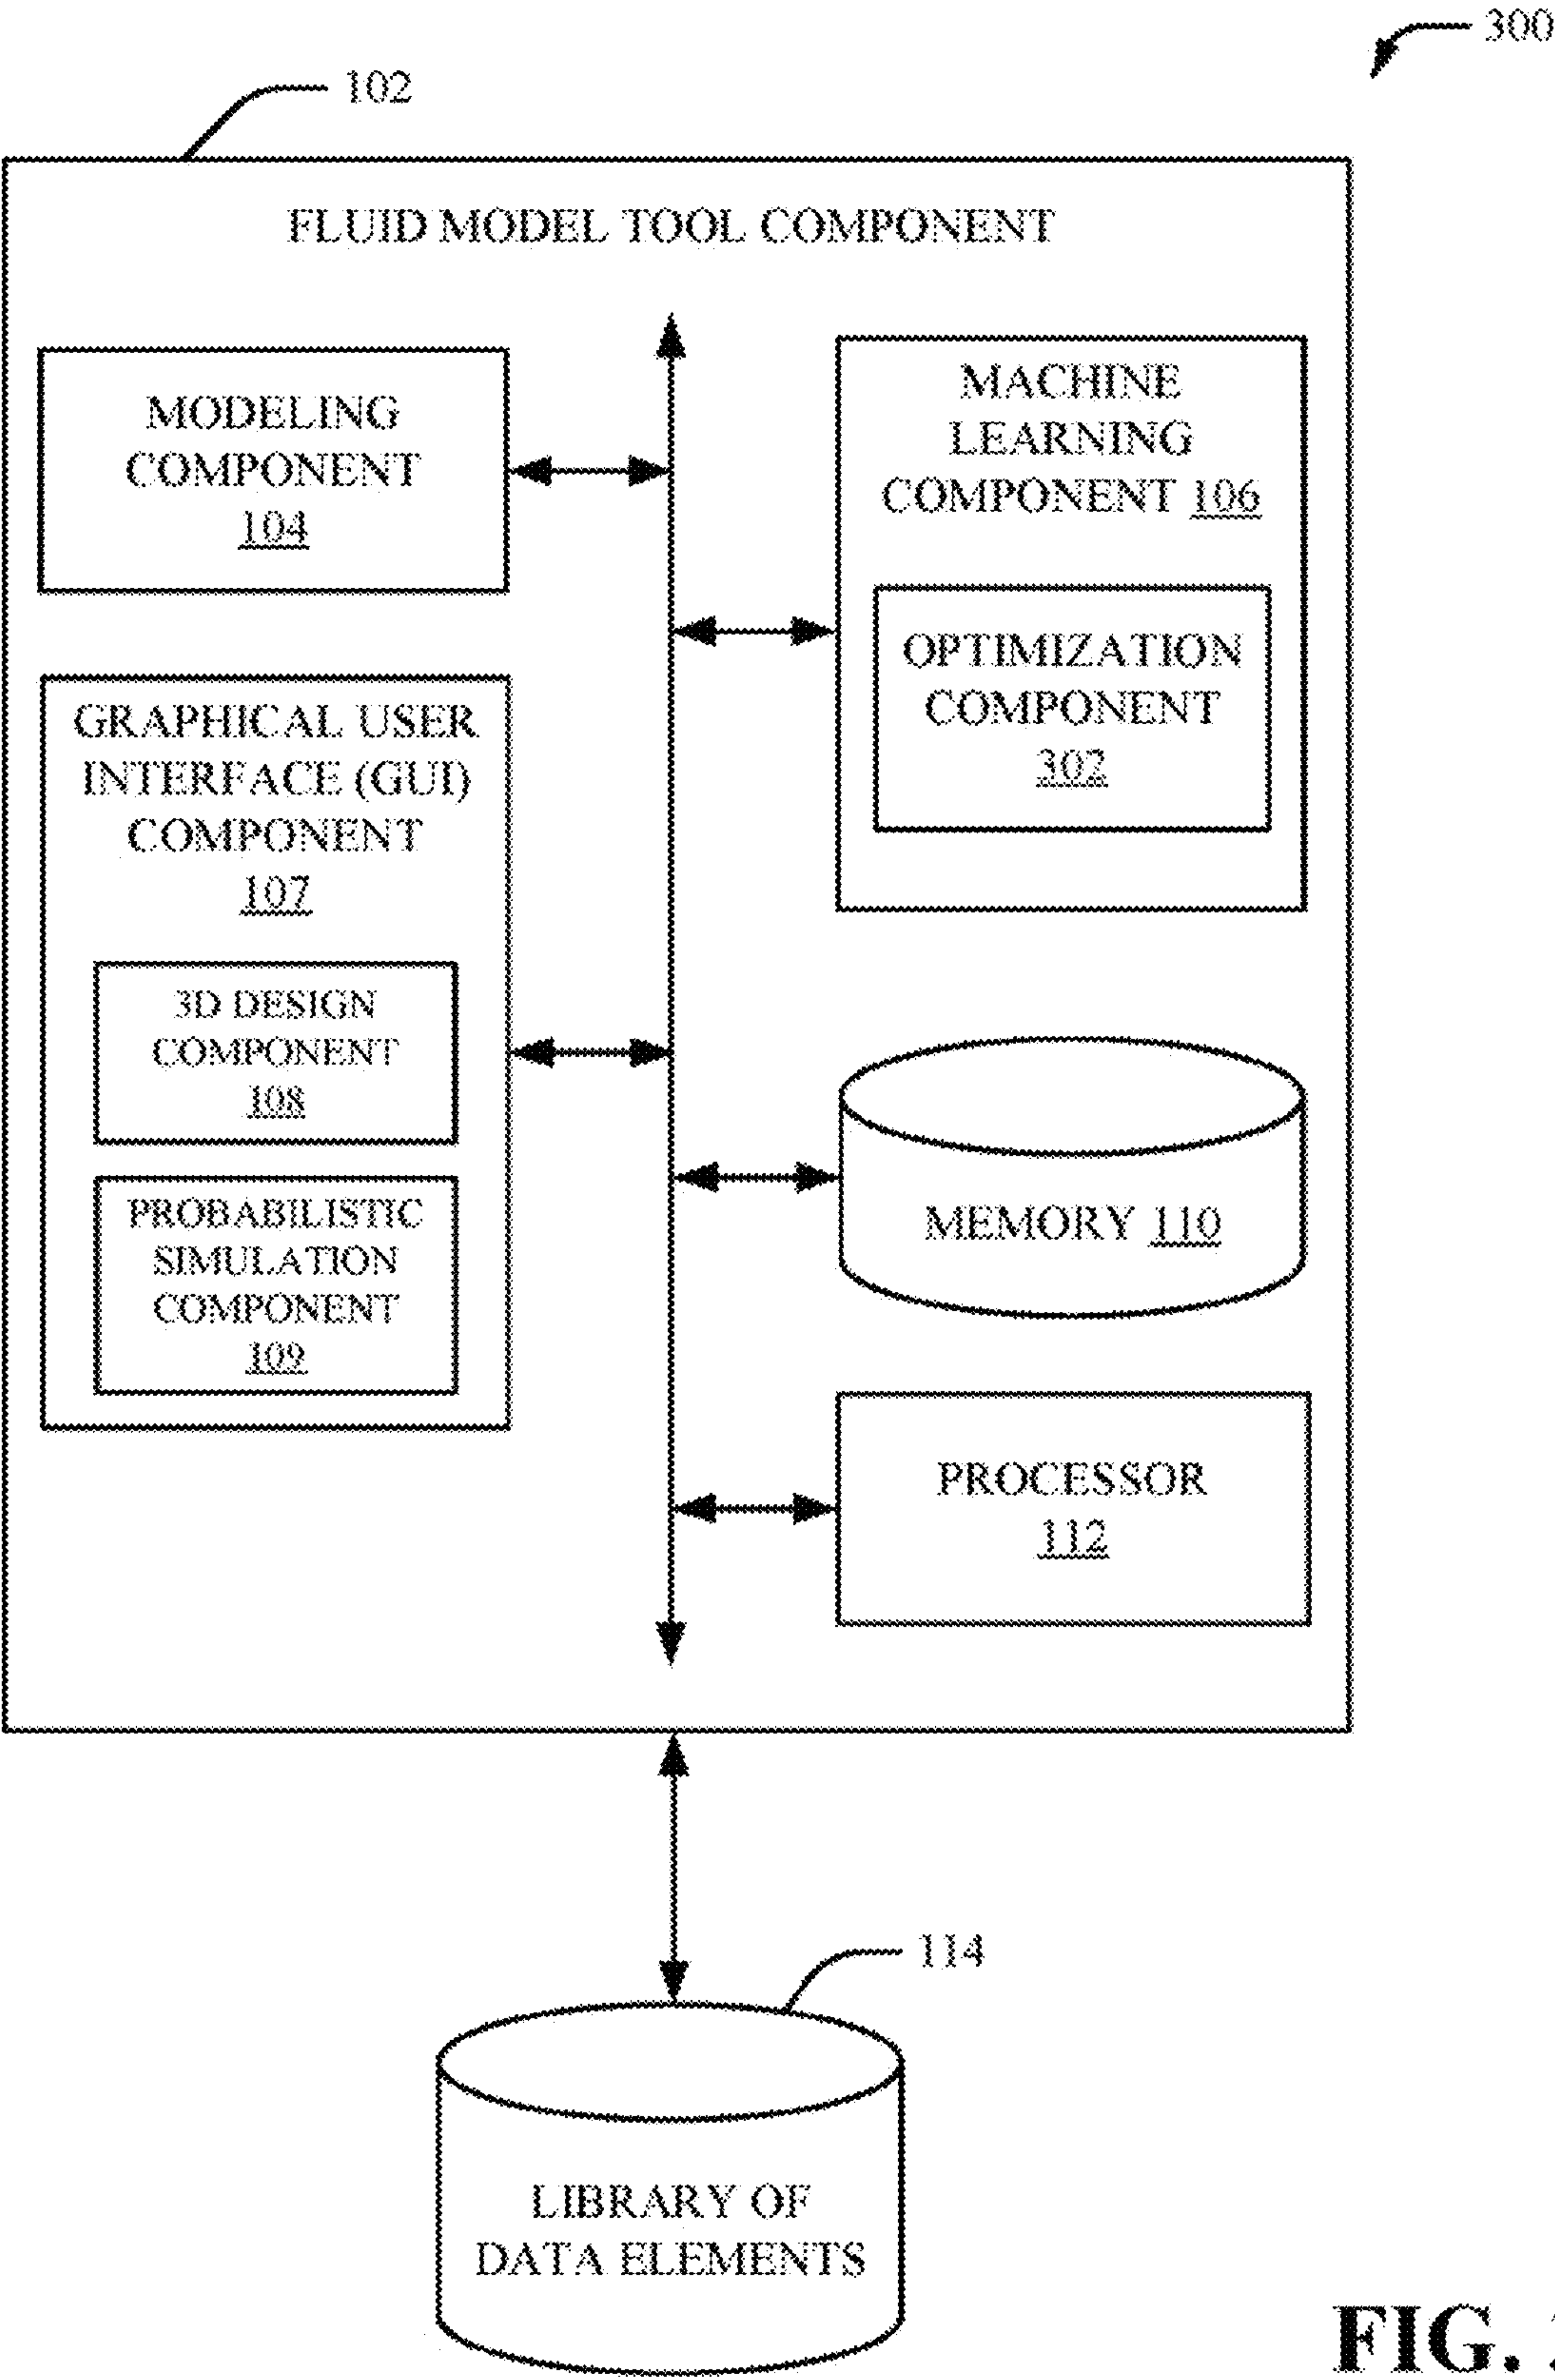 300
102
FLUID MODEL TOOL COMPONENT
MODELING
COMPONENT
104
MACHINE
LEARNING
COMPONENT 106
OPTIMIZATION
COMPONENT
302
GRAPHICAL USER
INTERFACE (GUI)
COMPONENT
107
3D DESIGN
COMPONENT
108
PROBABILISTIC
SIMULATION
COMPONENT
109
MEMORY 110
PROCESSOR
112
114
LIBRARY OF
DATA ELEMENTS
FIG.